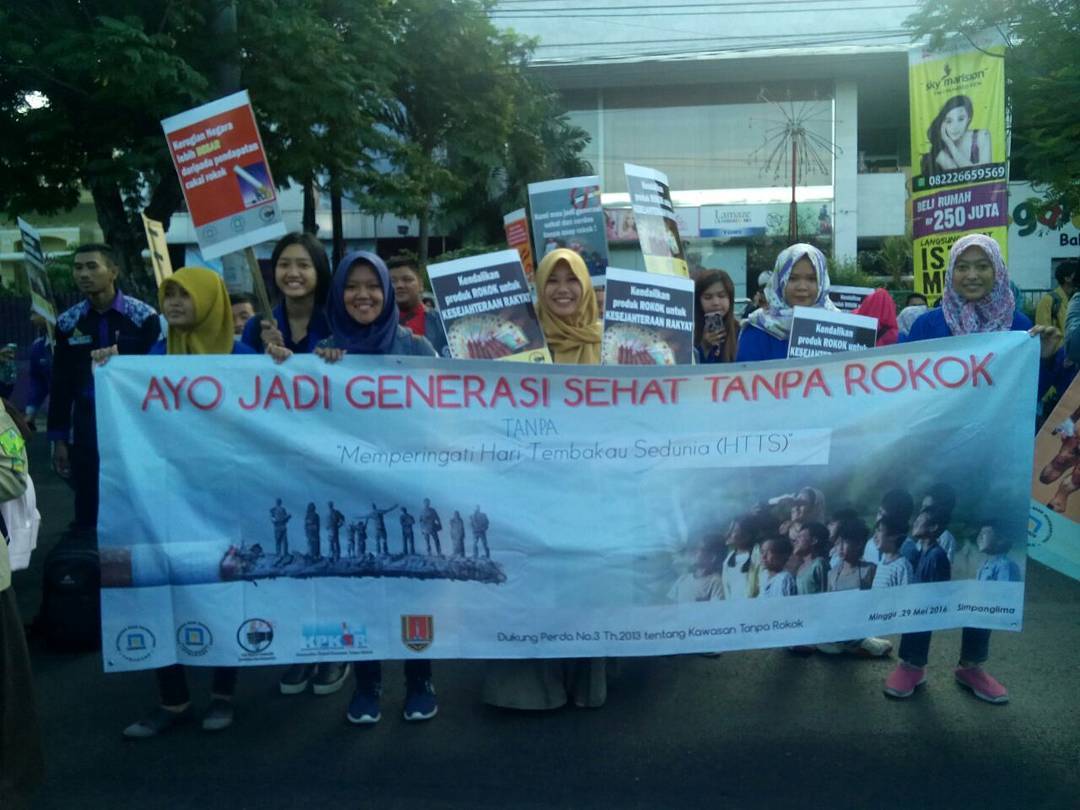 Kerugian Negara
lebih BESAR
daripada pendapatan
cukai rokok
Kendalikan
produk ROKOK untuk
KESEJAHTERAAN RAKYAT
Kendalikan
produk ROKOK untuk
KESEJAHTERAAN RAKYAT
Kendalikan
produk ROKOK untuk
sky mansion
082226659569
BELI RUMAH
RP 250 JUTA
Lamaze
AYO JADI GENERASI SEHAT TANPA ROKOK
TANPA
"Memperingati Hari Tembakau Sedunia (HTTS)"
KPKTR
Dukung Perda No.3 Th.2013 tentang Kawasan Tanpa Rokok
Minggu ,29 Mei 2016 Simpanglima